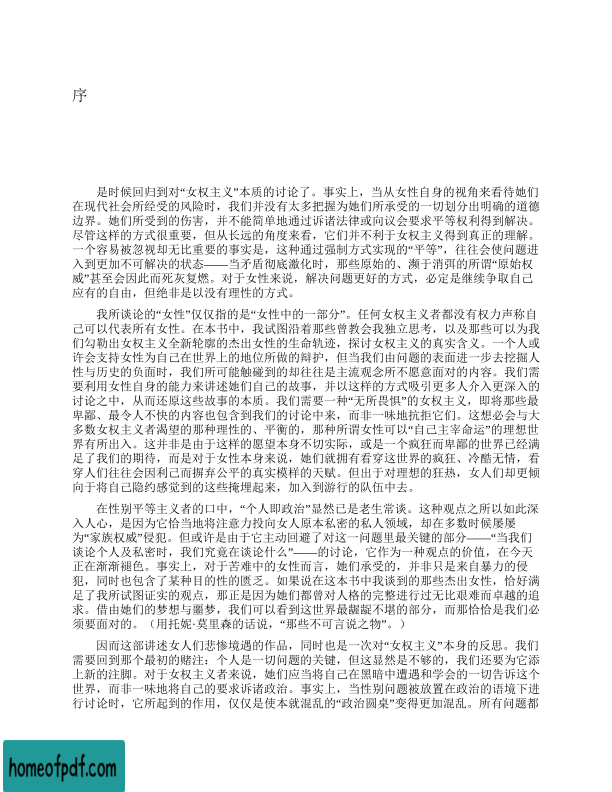 序
是时候回归到对“女权主义”本质的讨论了。事实上，当从女性自身的视角来看待她们
在现代社会所经受的风险时，我们并没有太多把握为她们所承受的一切划分出明确的道德
边界。她们所受到的伤害，并不能简单地通过诉诸法律或向议会要求平等权利得到解决。
尽管这样的方式很重要，但从长远的角度来看，它们并不利于女权主义得到真正的理解。
一个容易被忽视却无比重要的事实是，这种通过强制方式实现的“平等”，往往会使问题进
入到更加不可解决的状态——当矛盾彻底激化时，那些原始的、濒于消弭的所谓“原始权
威”甚至会因此而死灰复燃。对于女性来说，解决问题更好的方式，必定是继续争取自己
应有的自由，但绝非是以没有理性的方式。
我所谈论的“女性”仅仅指的是“女性中的一部分”。任何女权主义者都没有权力声称自
己可以代表所有女性。在本书中，我试图沿着那些曾教会我独立思考，以及那些可以为我
们勾勒出女权主义全新轮廓的杰出女性的生命轨迹，探讨女权主义的真实含义。一个人或
许会支持女性为自己在世界上的地位所做的辩护，但当我们由问题的表面进一步去挖掘人
性与历史的负面时，我们所可能触碰到的却往往是主流观念所不愿意面对的内容。我们需
要利用女性自身的能力来讲述她们自己的故事，并以这样的方式吸引更多人介入更深入的
讨论之中，从而还原这些故事的本质。我们需要一种“无所畏惧”的女权主义，即将那些最
卑鄙、最令人不快的内容也包含到我们的讨论中来，而非一味地抗拒它们。这想必会与大
多数女权主义者渴望的那种理性的、平衡的，那种所谓女性可以“自己主宰命运”的理想世
界有所出入。这并非是由于这样的愿望本身不切实际，或是一个疯狂而卑鄙的世界已经满
足了我们的期待，而是对于女性本身来说，她们就拥有看穿这世界的疯狂、冷酷无情，看
穿人们往往会因利己而摒弃公平的真实模样的天赋。但出于对理想的狂热，女人们却更倾
向于将自己隐约感觉到的这些掩埋起来，加入到游行的队伍中去。
在性别平等主义者的口中，“个人即政治”显然已是老生常谈。这种观点之所以如此深
入人心，是因为它恰当地将注意力投向女人原本私密的私人领域，却在多数时候屡屡
为“家族权威”侵犯。但或许是由于它主动回避了对这一问题里最关键的部分——“当我们
谈论个人及私密时，我们究竟在谈论什么”——的讨论，它作为一种观点的价值，在今天
正在渐渐褪色。事实上，对于苦难中的女性而言，她们承受的，并非只是来自暴力的侵
犯，同时也包含了某种目的性的匮乏。如果说在这本书中我谈到的那些杰出女性，恰好满
足了我所试图证实的观点，那正是因为她们都曾对人格的完整进行过无比艰难而卓越的追
求。借由她们的梦想与噩梦，我们可以看到这世界最龌龊不堪的部分，而那恰恰是我们必
须要面对的。（用托妮·莫里森的话说，“那些不可言说之物”。）
因而这部讲述女人们悲惨境遇的作品，同时也是一次对“女权主义”本身的反思。我们
需要回到那个最初的赌注：个人是一切问题的关键，但这显然是不够的，我们还要为它添
上新的注脚。对于女权主义者来说，她们应当将自己在黑暗中遭遇和学会的一切告诉这个
世界，而非一味地将自己的要求诉诸政治。事实上，当性别问题被放置在政治的语境下进
行讨论时，它所起到的作用，仅仅是使本就混乱的“政治圆桌”变得更加混乱。所有问题都
homeofpdf.com